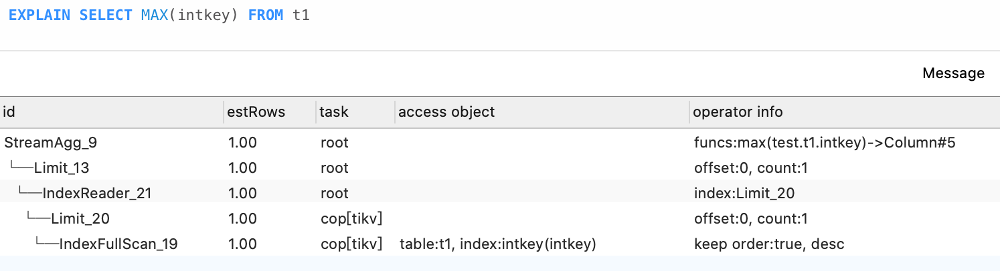 EXPLAIN SELECT MAX(intkey) FROM t1
Message
id estRows task access object operator info
StreamAgg_9 1.00 root funcs:max(test.t1.intkey)->Column#5
└──Limit_13 1.00 root offset:0, count:1
└──IndexReader_21 1.00 root index:Limit_20
└──Limit_20 1.00 cop[tikv] offset:0, count:1
└──IndexFullScan_19 1.00 cop[tikv] table:t1, index:intkey(intkey) keep order:true, desc